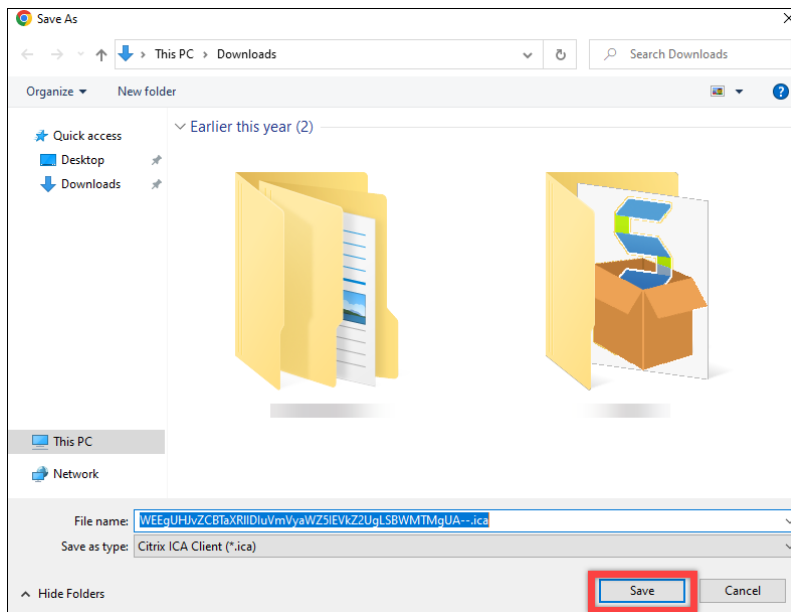 Save As
This PC > Downloads
Search Downloads
Organize
New folder
?
Quick access
Earlier this year (2)
Desktop
Downloads
This PC
Network
File name: WEEgUHJvZCBTaXRlIDIuVmVyaWZ5IEVkZ2UgLSBWMTMgUA--.ica
Save as type: Citrix ICA Client (*.ica)
Hide Folders
Save
Cancel